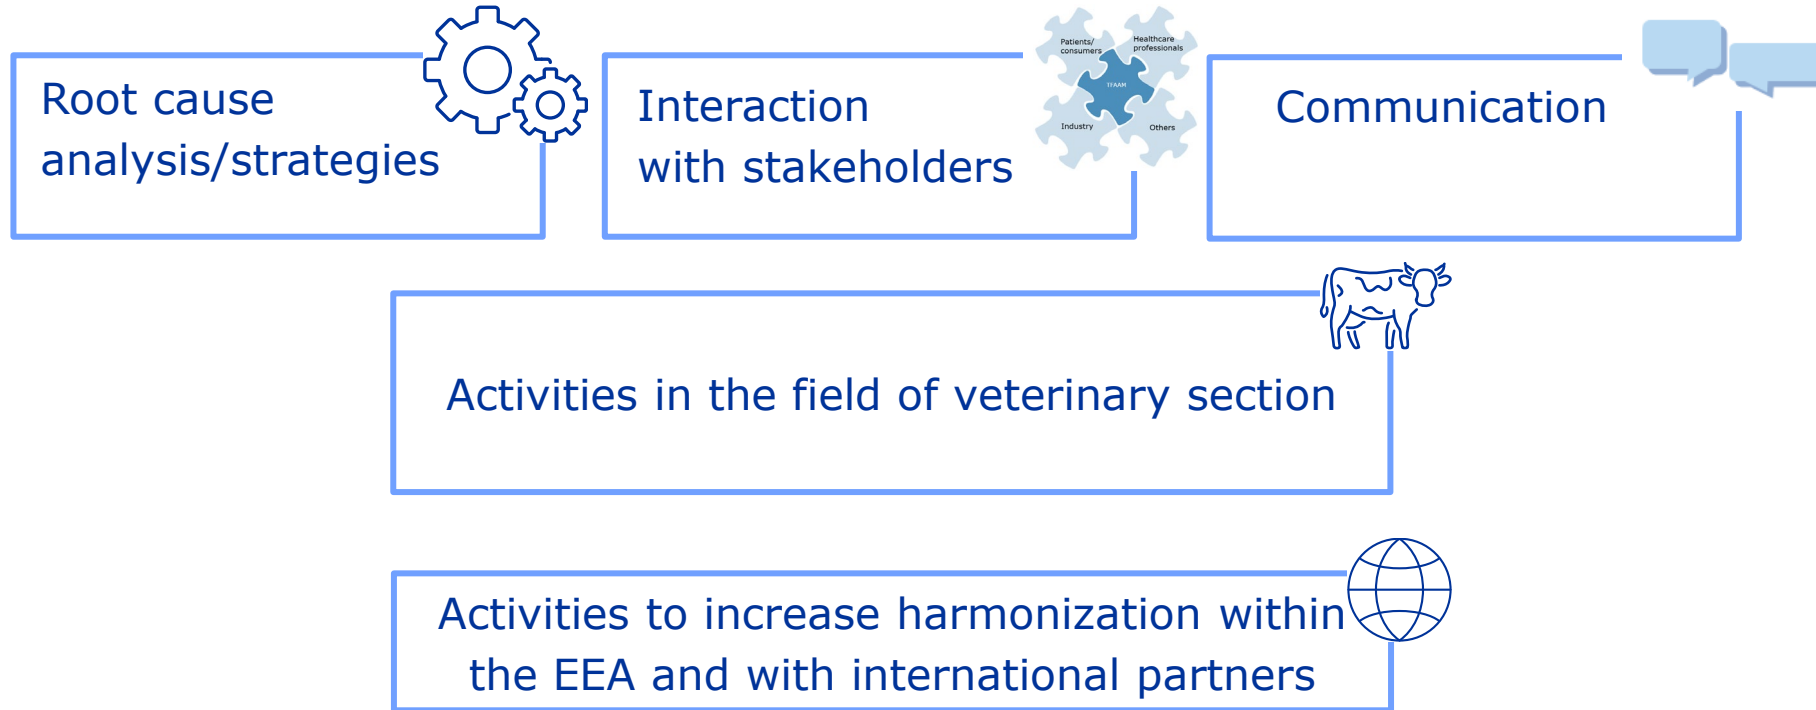 Root cause
analysis/strategies
Interaction
with stakeholders
Patients/
consumers
Healthcare
professionals
TFAAM
Industry
Others
Communication
Activities in the field of veterinary section
Activities to increase harmonization within
the EEA and with international partners